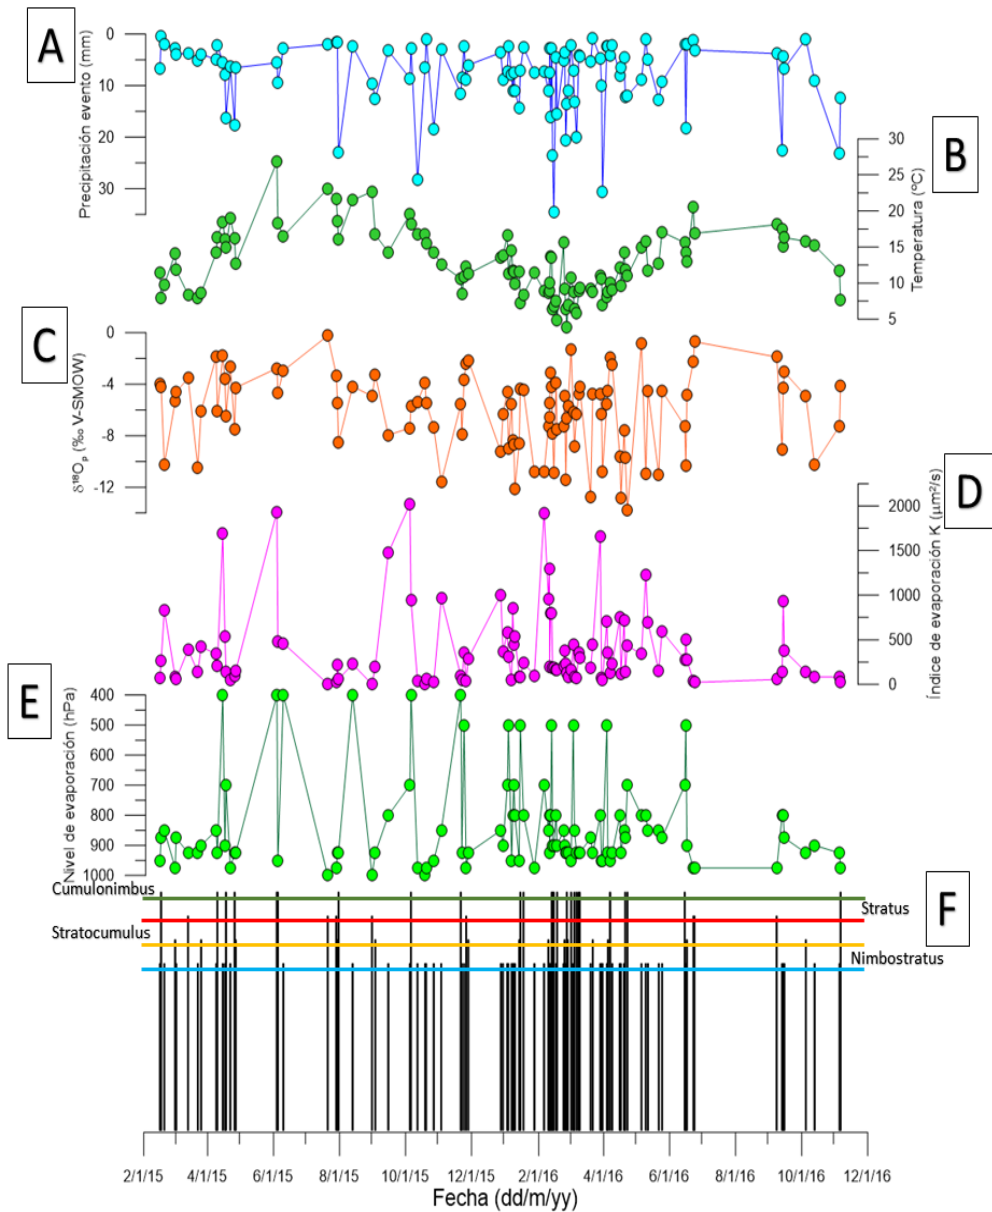 A
Precipitación evento (mm)
0
10
20
30
B
30
25
20
15
10
5
Temperatura (ºC)
C
0
-4
-8
-12
δ¹⁸Oₚ (‰ V-SMOW)
D
2000
1500
1000
500
0
Índice de evaporación K (μm²/s)
E
400
500
600
700
800
900
1000
Nivel de evaporación (hPa)
Cumulonimbus
Stratus
F
Stratocumulus
Nimbostratus
2/1/15 4/1/15 6/1/15 8/1/15 10/1/15 12/1/15 2/1/16 4/1/16 6/1/16 8/1/16 10/1/16 12/1/16
Fecha (dd/m/yy)